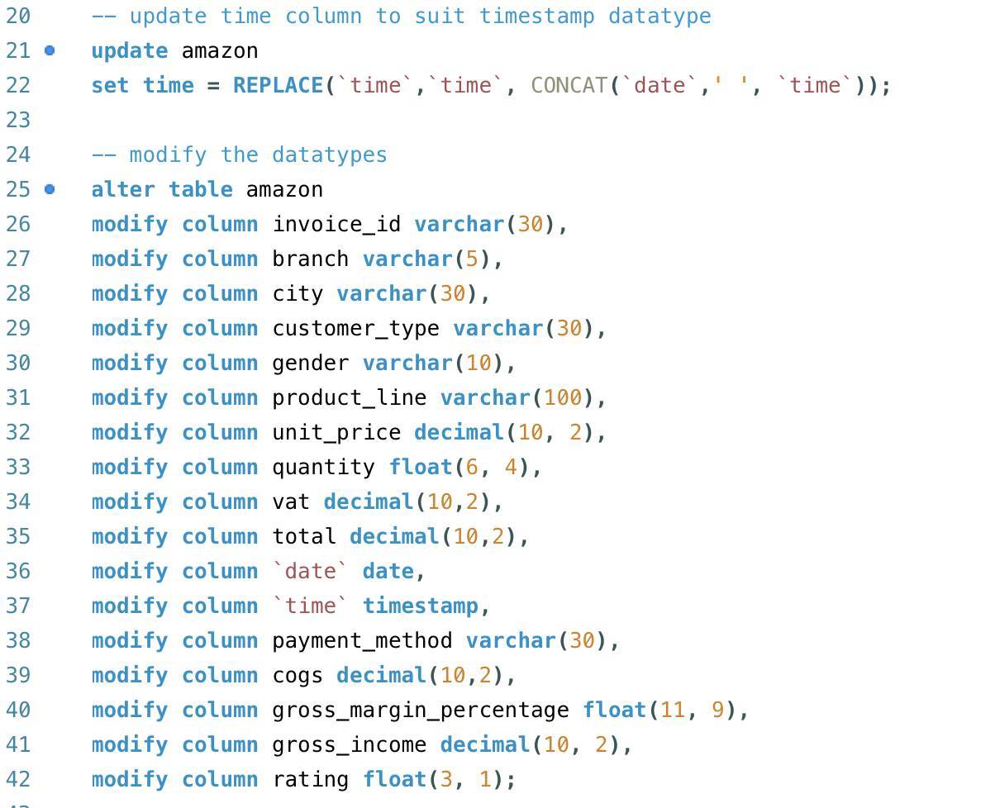 20 -- update time column to suit timestamp datatype
21 update amazon
22 set time = REPLACE(`time`,`time`, CONCAT(`date`,' ', `time`));
23
24 -- modify the datatypes
25 alter table amazon
26 modify column invoice_id varchar(30),
27 modify column branch varchar(5),
28 modify column city varchar(30),
29 modify column customer_type varchar(30),
30 modify column gender varchar(10),
31 modify column product_line varchar(100),
32 modify column unit_price decimal(10, 2),
33 modify column quantity float(6, 4),
34 modify column vat decimal(10,2),
35 modify column total decimal(10,2),
36 modify column `date` date,
37 modify column `time` timestamp,
38 modify column payment_method varchar(30),
39 modify column cogs decimal(10,2),
40 modify column gross_margin_percentage float(11, 9),
41 modify column gross_income decimal(10, 2),
42 modify column rating float(3, 1);